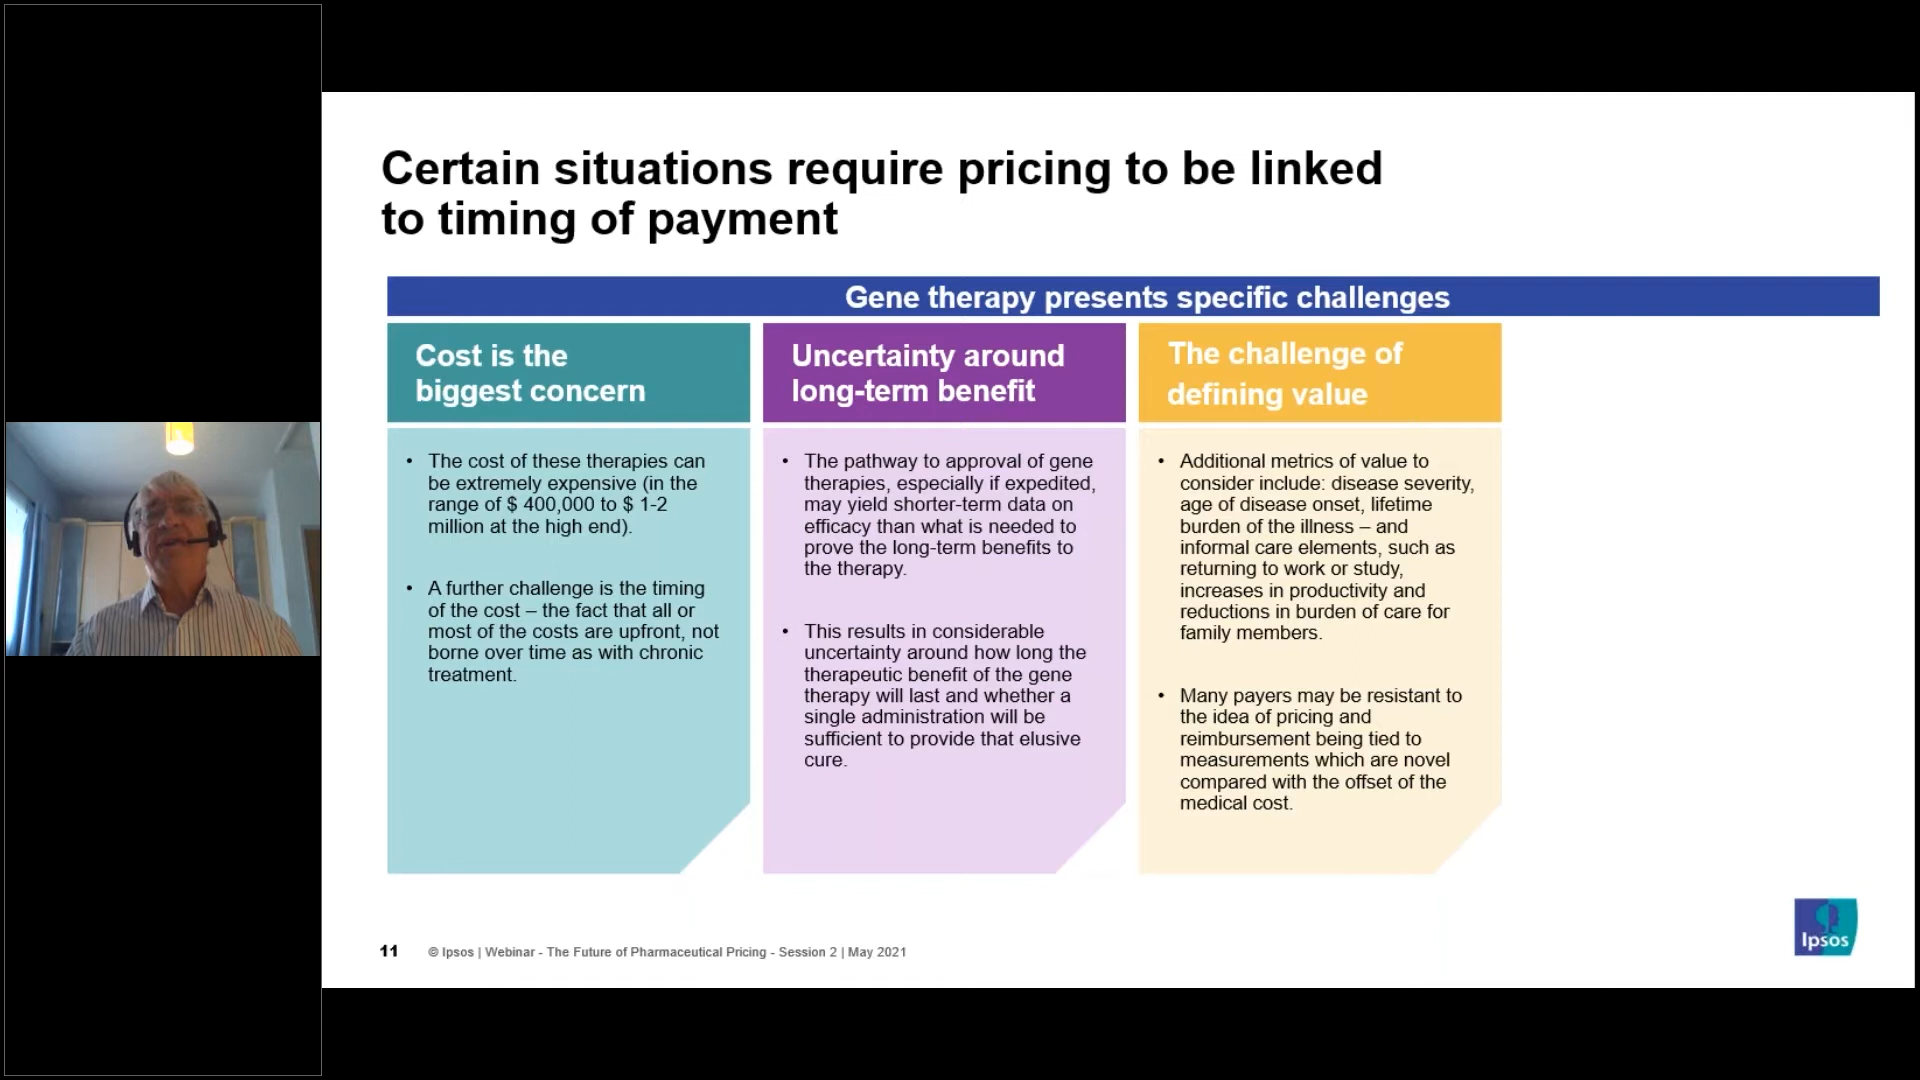 Certain situations require pricing to be linked
to timing of payment
Gene therapy presents specific challenges
Cost is the
biggest concern
• The cost of these therapies can
be extremely expensive (in the
range of $ 400,000 to $ 1-2
million at the high end).
• A further challenge is the timing
of the cost – the fact that all or
most of the costs are upfront, not
borne over time as with chronic
treatment.
Uncertainty around
long-term benefit
• The pathway to approval of gene
therapies, especially if expedited,
may yield shorter-term data on
efficacy than what is needed to
prove the long-term benefits to
the therapy.
• This results in considerable
uncertainty around how long the
therapeutic benefit of the gene
therapy will last and whether a
single administration will be
sufficient to provide that elusive
cure.
The challenge of
defining value
• Additional metrics of value to
consider include: disease severity,
age of disease onset, lifetime
burden of the illness – and
informal care elements, such as
returning to work or study,
increases in productivity and
reductions in burden of care for
family members.
• Many payers may be resistant to
the idea of pricing and
reimbursement being tied to
measurements which are novel
compared with the offset of the
medical cost.
11 © Ipsos | Webinar - The Future of Pharmaceutical Pricing - Session 2 | May 2021
Ipsos